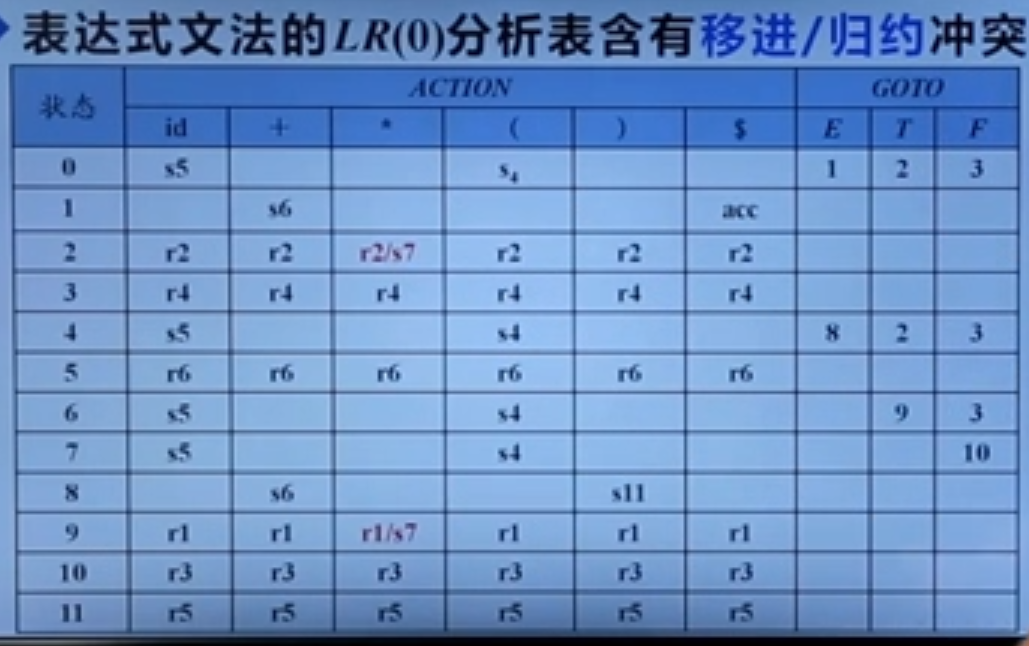 表达式文法的LR(0)分析表含有移进/归约冲突
状态 ACTION GOTO
id + * ( ) $ E T F
0 s5 s4 1 2 3
1 s6 acc
2 r2 r2 r2/s7 r2 r2 r2
3 r4 r4 r4 r4 r4 r4
4 s5 s4 8 2 3
5 r6 r6 r6 r6 r6 r6
6 s5 s4 9 3
7 s5 s4 10
8 s6 s11
9 r1 r1 r1/s7 r1 r1 r1
10 r3 r3 r3 r3 r3 r3
11 r5 r5 r5 r5 r5 r5